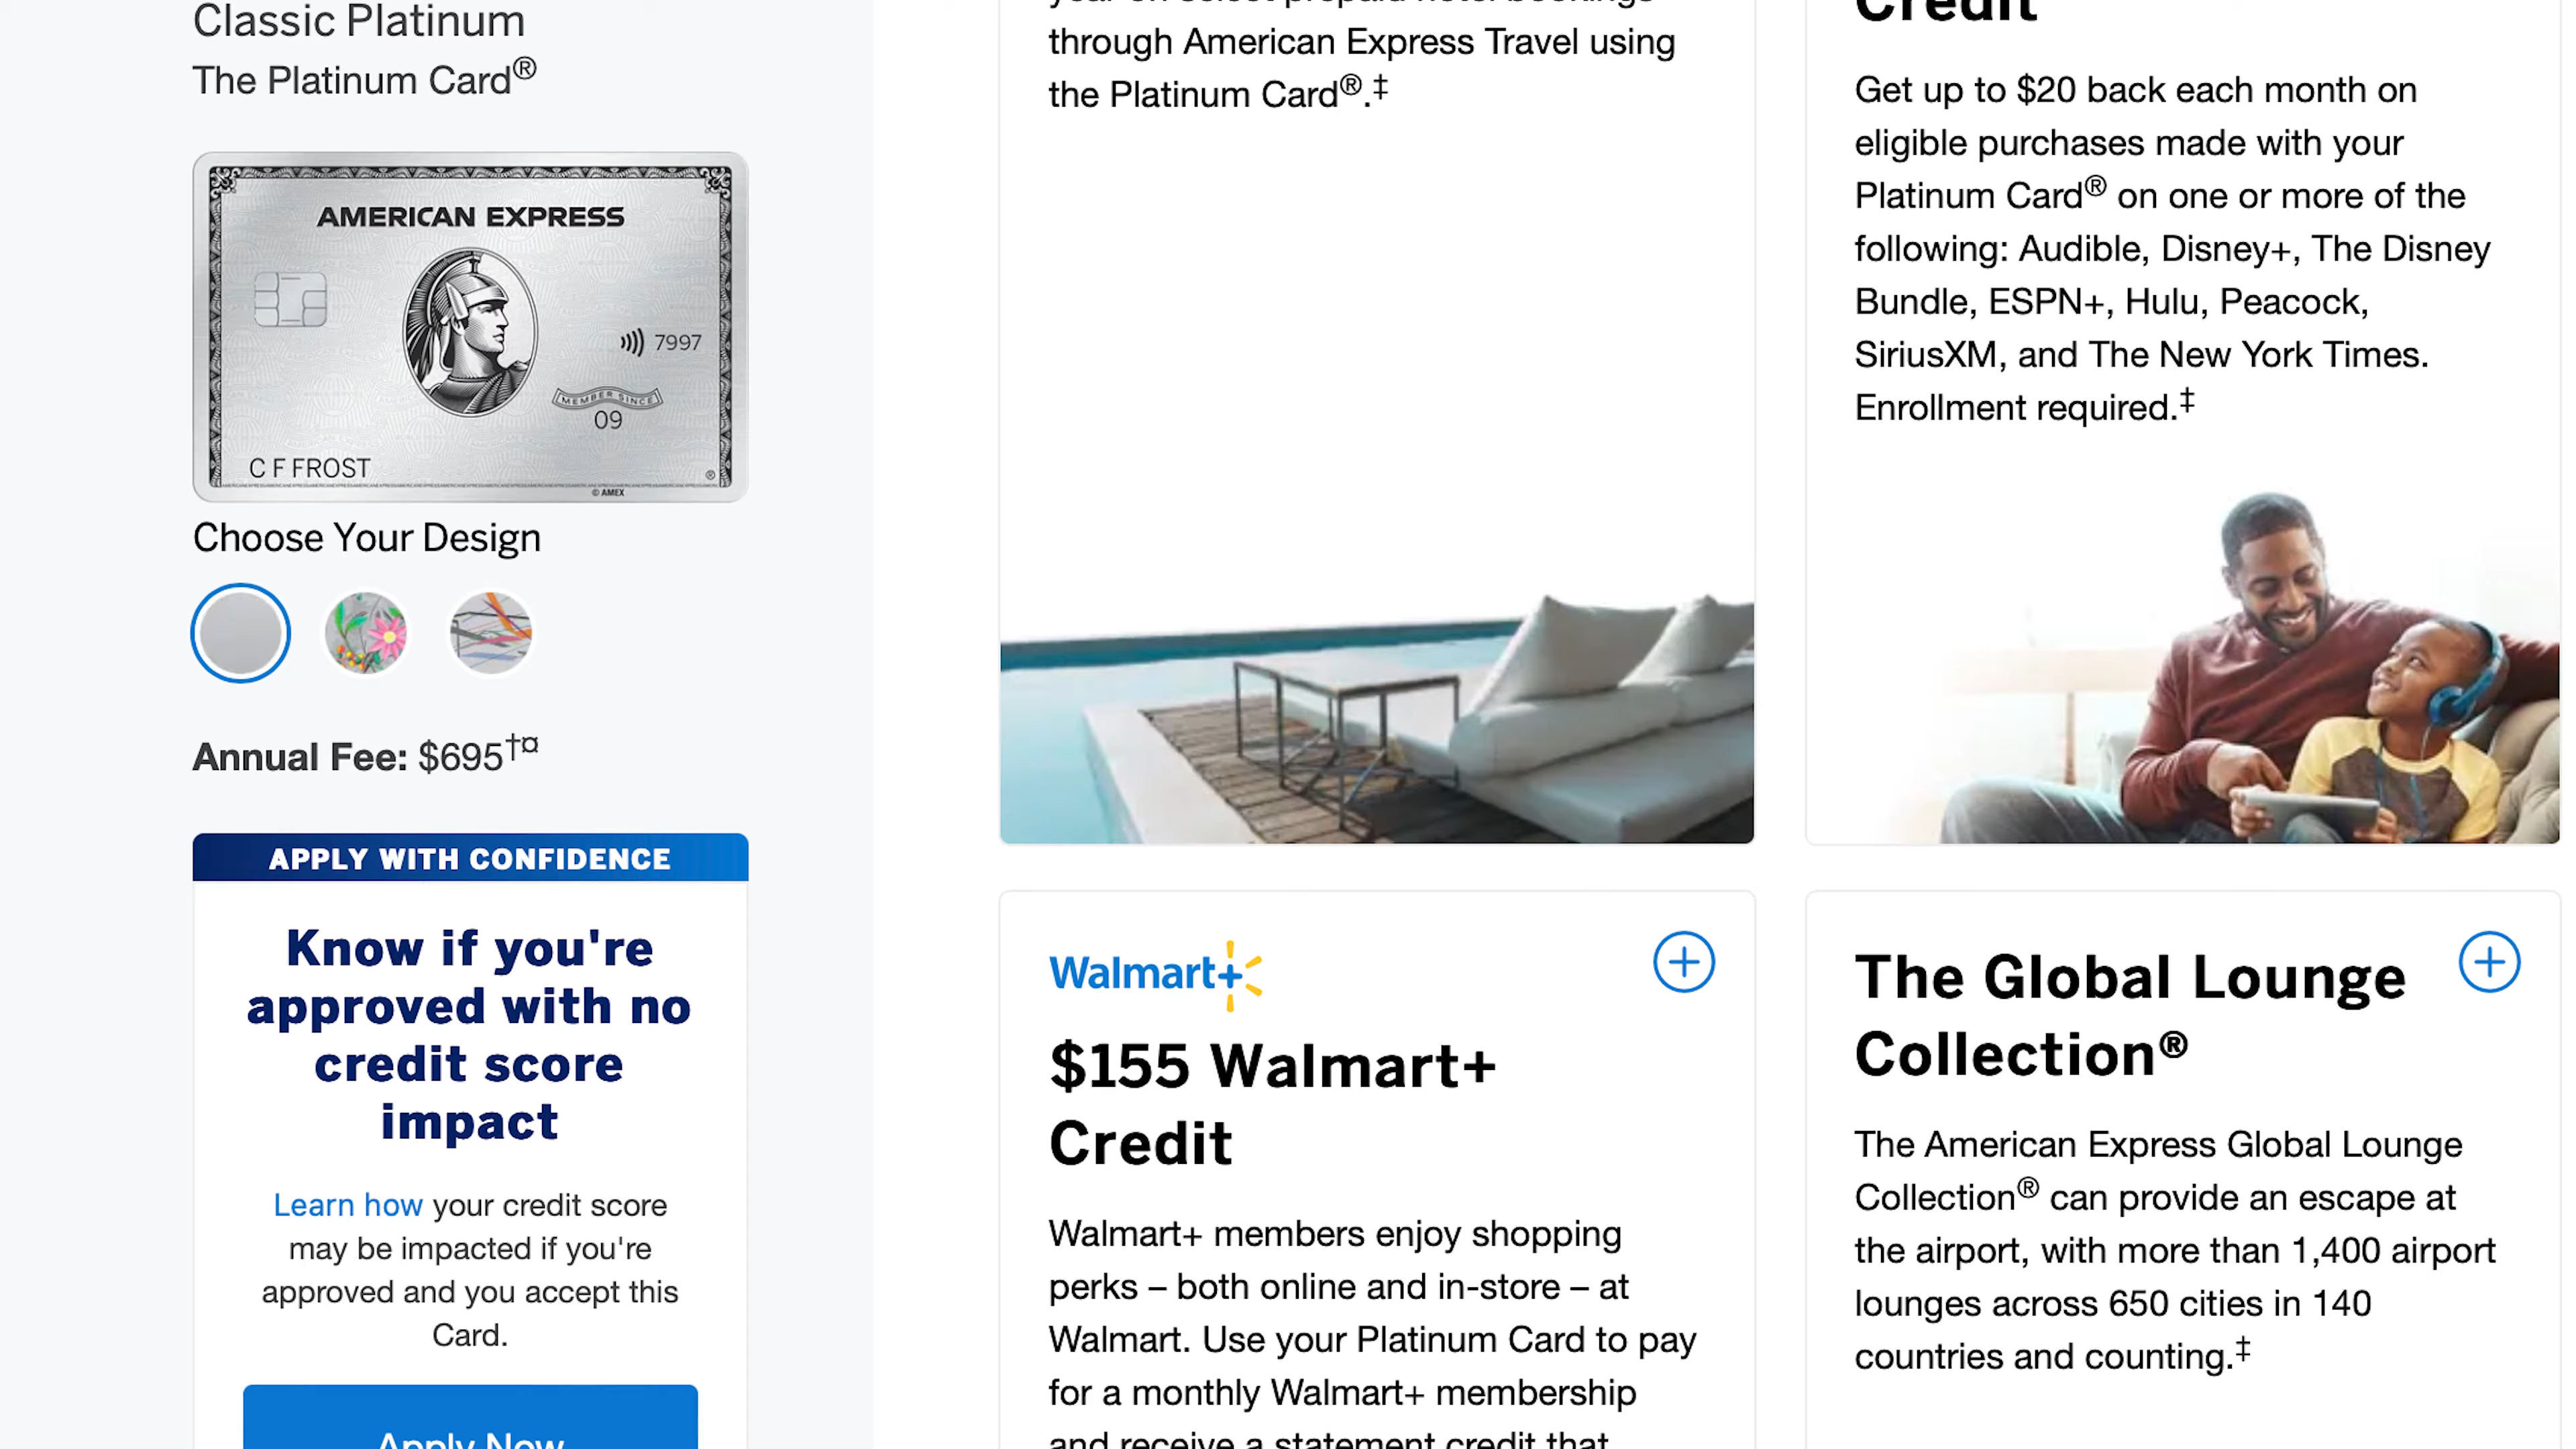 Classic Platinum
The Platinum Card®
AMERICAN EXPRESS
7997
MEMBER SINCE
09
C F FROST
®
© AMEX
Choose Your Design
Annual Fee: $695†¤
APPLY WITH CONFIDENCE
Know if you're
approved with no
credit score
impact
Learn how your credit score
may be impacted if you're
approved and you accept this
Card.
Apply Now
year on select prepaid hotel bookings
through American Express Travel using
the Platinum Card®.‡
Credit
Get up to $20 back each month on
eligible purchases made with your
Platinum Card® on one or more of the
following: Audible, Disney+, The Disney
Bundle, ESPN+, Hulu, Peacock,
SiriusXM, and The New York Times.
Enrollment required.‡
Walmart+
$155 Walmart+
Credit
Walmart+ members enjoy shopping
perks – both online and in-store – at
Walmart. Use your Platinum Card to pay
for a monthly Walmart+ membership
and receive a statement credit that
The Global Lounge
Collection®
The American Express Global Lounge
Collection® can provide an escape at
the airport, with more than 1,400 airport
lounges across 650 cities in 140
countries and counting.‡